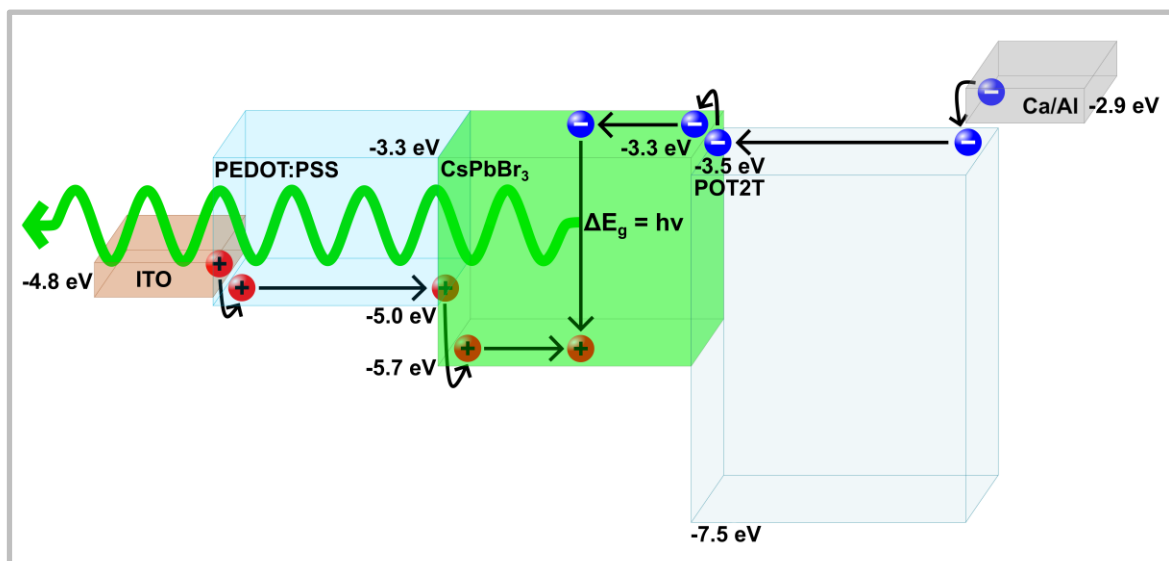 Ca/Al -2.9 eV
-3.3 eV
-3.3 eV
-3.5 eV
PEDOT:PSS
CsPbBr₃
POT2T
ΔEg = hν
-4.8 eV
ITO
-5.0 eV
-5.7 eV
-7.5 eV